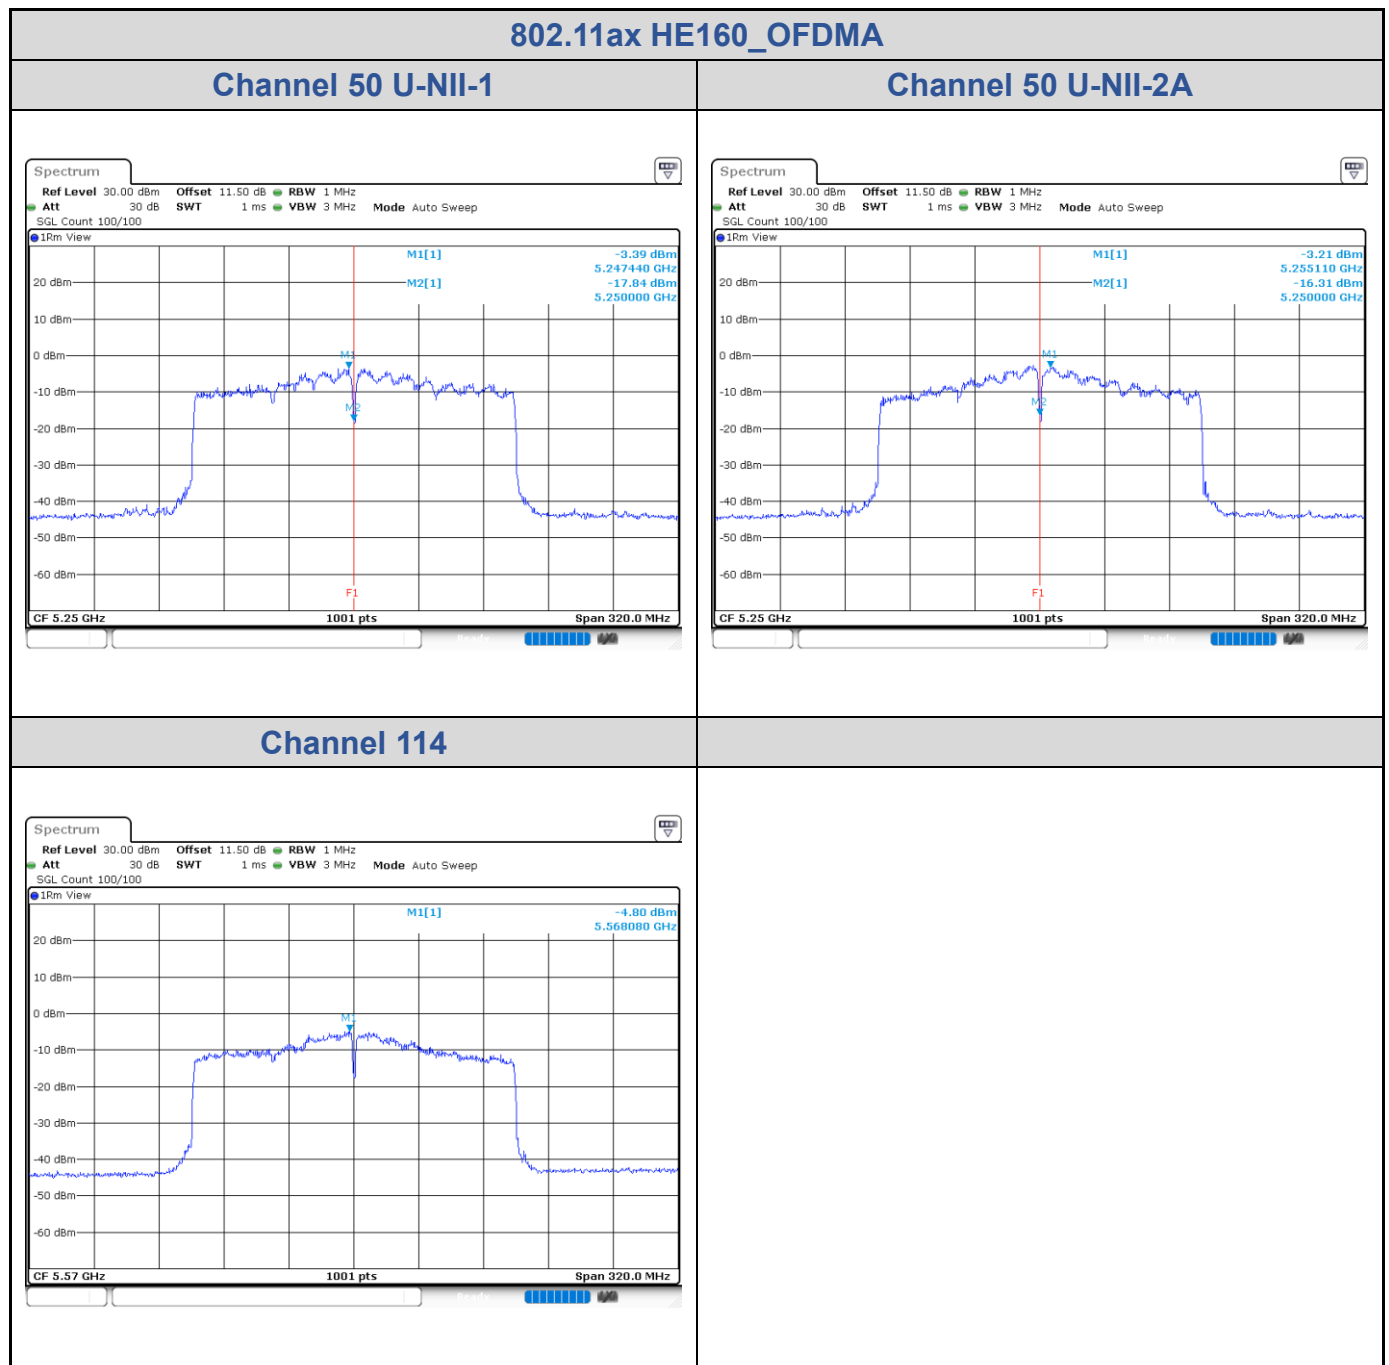 802.11ax HE160_OFDMA
Channel 50 U-NII-1
Channel 50 U-NII-2A
Spectrum
Ref Level 30.00 dBm Offset 11.50 dB RBW 1 MHz
Att 30 dB SWT 1 ms VBW 3 MHz Mode Auto Sweep
SGL Count 100/100
1Rm View
M1[1] -3.39 dBm
5.247440 GHz
M2[1] -17.84 dBm
5.250000 GHz
20 dBm
10 dBm
0 dBm
M1
-10 dBm
M2
-20 dBm
-30 dBm
-40 dBm
-50 dBm
-60 dBm
F1
CF 5.25 GHz 1001 pts Span 320.0 MHz
Spectrum
Ref Level 30.00 dBm Offset 11.50 dB RBW 1 MHz
Att 30 dB SWT 1 ms VBW 3 MHz Mode Auto Sweep
SGL Count 100/100
1Rm View
M1[1] -3.21 dBm
5.255110 GHz
M2[1] -16.31 dBm
5.250000 GHz
20 dBm
10 dBm
0 dBm
M1
-10 dBm
M2
-20 dBm
-30 dBm
-40 dBm
-50 dBm
-60 dBm
F1
CF 5.25 GHz 1001 pts Span 320.0 MHz
Channel 114
Spectrum
Ref Level 30.00 dBm Offset 11.50 dB RBW 1 MHz
Att 30 dB SWT 1 ms VBW 3 MHz Mode Auto Sweep
SGL Count 100/100
1Rm View
M1[1] -4.80 dBm
5.568080 GHz
20 dBm
10 dBm
0 dBm
M1
-10 dBm
-20 dBm
-30 dBm
-40 dBm
-50 dBm
-60 dBm
CF 5.57 GHz 1001 pts Span 320.0 MHz